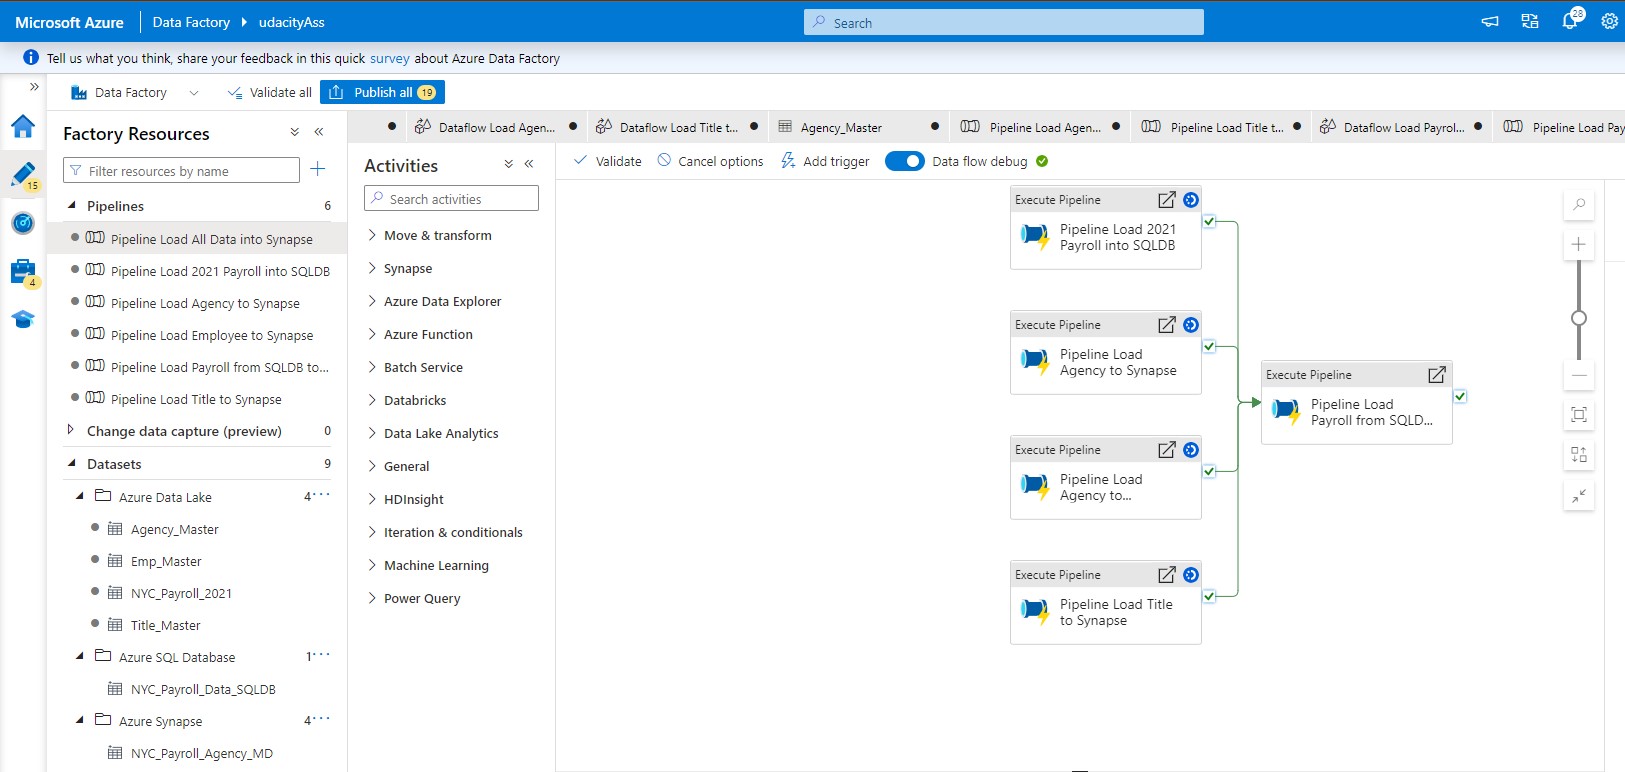 Microsoft Azure
Data Factory
udacityAss
Search
28
Tell us what you think, share your feedback in this quick survey about Azure Data Factory
Data Factory
Validate all
Publish all 19
15
4
Factory Resources
Filter resources by name
Pipelines 6
Pipeline Load All Data into Synapse
Pipeline Load 2021 Payroll into SQLDB
Pipeline Load Agency to Synapse
Pipeline Load Employee to Synapse
Pipeline Load Payroll from SQLDB to...
Pipeline Load Title to Synapse
Change data capture (preview) 0
Datasets 9
Azure Data Lake 4
Agency_Master
Emp_Master
NYC_Payroll_2021
Title_Master
Azure SQL Database 1
NYC_Payroll_Data_SQLDB
Azure Synapse 4
NYC_Payroll_Agency_MD
Dataflow Load Agen...
Dataflow Load Title t...
Agency_Master
Pipeline Load Agen...
Pipeline Load Title t...
Dataflow Load Payrol...
Pipeline Load Pay
Activities
Search activities
Move & transform
Synapse
Azure Data Explorer
Azure Function
Batch Service
Databricks
Data Lake Analytics
General
HDInsight
Iteration & conditionals
Machine Learning
Power Query
Validate
Cancel options
Add trigger
Data flow debug
Execute Pipeline
Pipeline Load 2021
Payroll into SQLDB
Execute Pipeline
Pipeline Load
Agency to Synapse
Execute Pipeline
Pipeline Load
Agency to...
Execute Pipeline
Pipeline Load Title
to Synapse
Execute Pipeline
Pipeline Load
Payroll from SQLD...